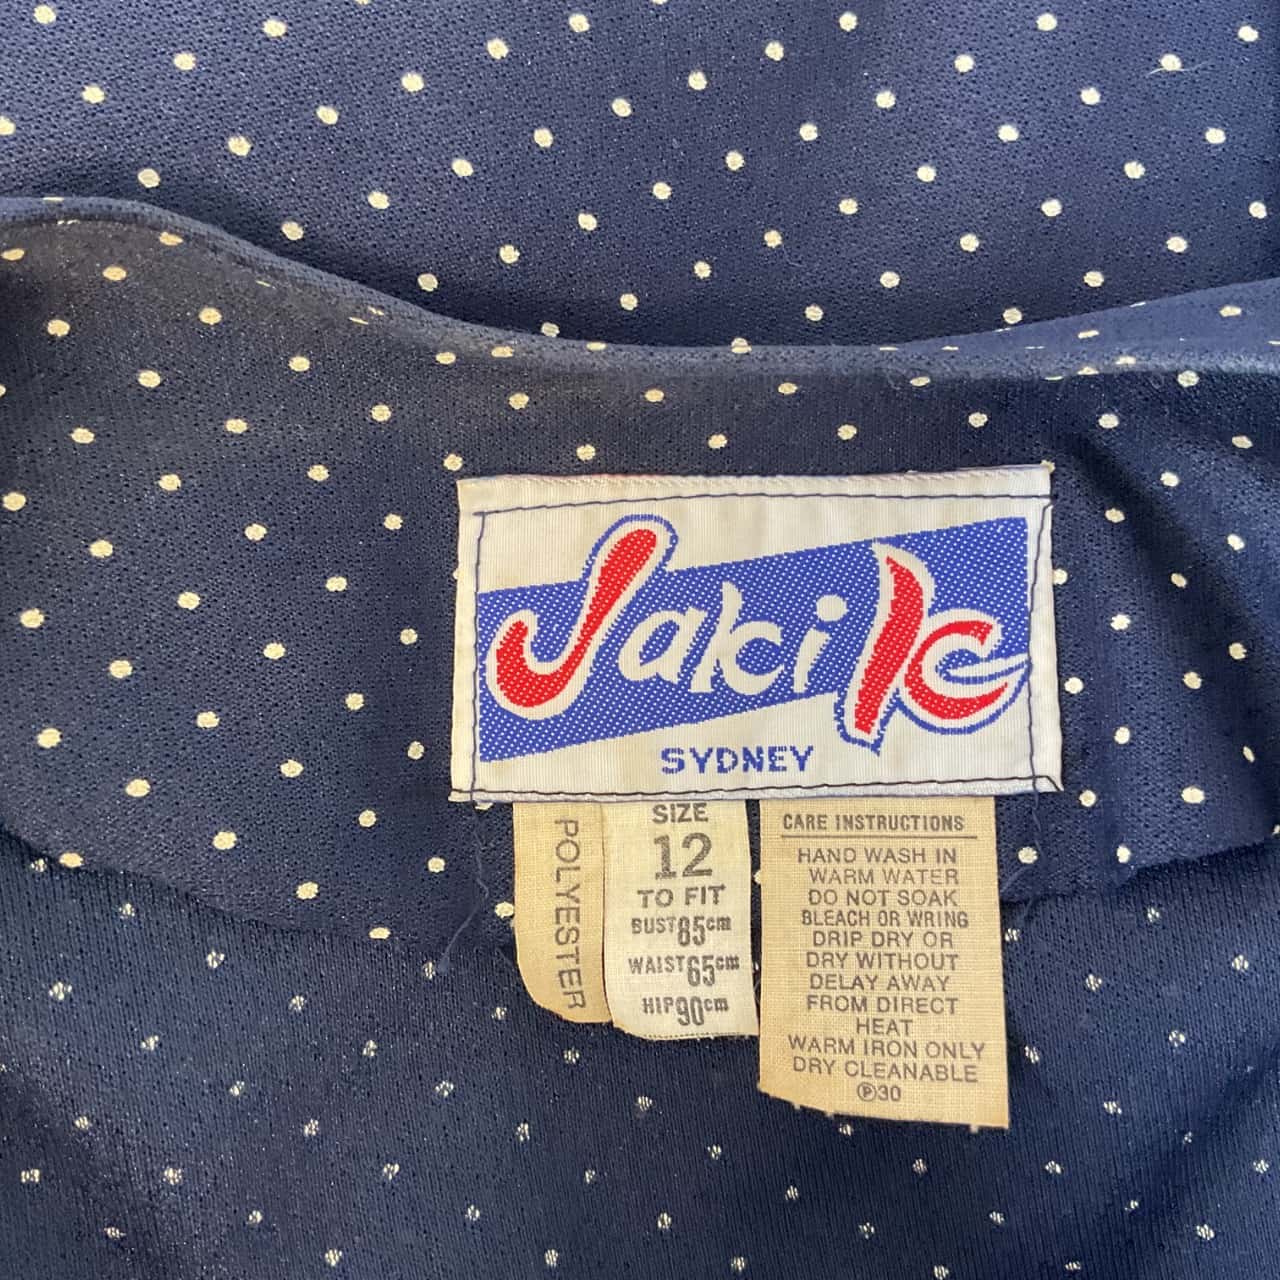 Jaki K
SYDNEY
POLYESTER
SIZE
12
TO FIT
BUST 85cm
WAIST 65cm
HIP 90cm
CARE INSTRUCTIONS
HAND WASH IN
WARM WATER
DO NOT SOAK
BLEACH OR WRING
DRIP DRY OR
DRY WITHOUT
DELAY AWAY
FROM DIRECT
HEAT
WARM IRON ONLY
DRY CLEANABLE
Ⓟ30